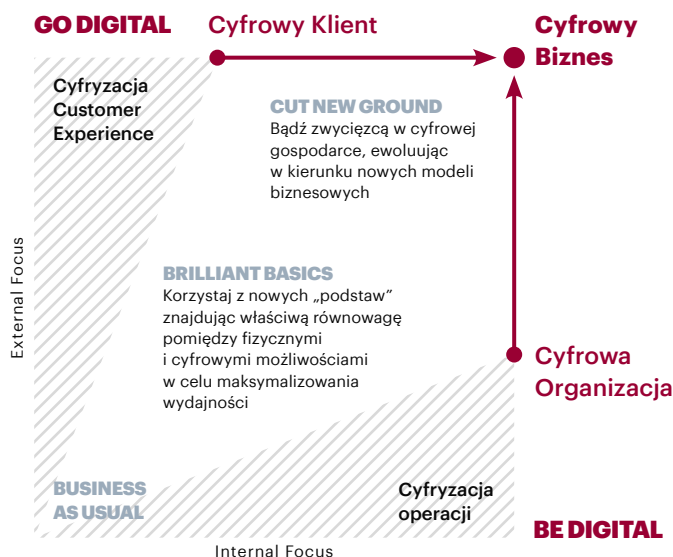 GO DIGITAL
Cyfrowy Klient
Cyfrowy
Biznes
Cyfryzacja
Customer
Experience
CUT NEW GROUND
Bądź zwycięzcą w cyfrowej
gospodarce, ewoluując
w kierunku nowych modeli
biznesowych
External Focus
BRILLIANT BASICS
Korzystaj z nowych „podstaw”
znajdując właściwą równowagę
pomiędzy fizycznymi
i cyfrowymi możliwościami
w celu maksymalizowania
wydajności
Cyfrowa
Organizacja
BUSINESS
AS USUAL
Cyfryzacja
operacji
BE DIGITAL
Internal Focus